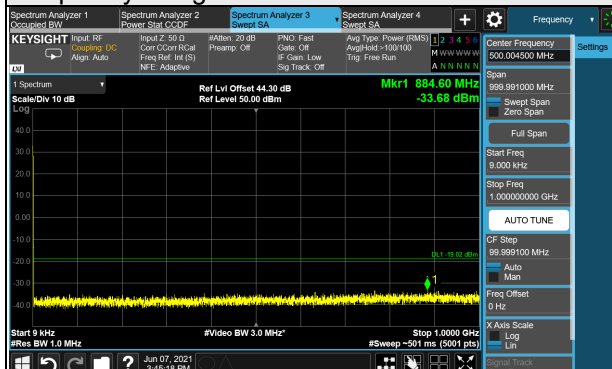 Spectrum Analyzer 1
Occupied BW
Spectrum Analyzer 2
Power Stat CCDF
Spectrum Analyzer 3
Swept SA
Spectrum Analyzer 4
Swept SA
+
Frequency
KEYSIGHT
Input: RF
Coupling: DC
Align: Auto
Input Z: 50 Ω
Corr CCorr RCal
Freq Ref: Int (S)
NFE: Adaptive
#Atten: 20 dB
Preamp: Off
PNO: Fast
Gate: Off
IF Gain: Low
Sig Track: Off
Avg Type: Power (RMS)
Avg|Hold:>100/100
Trig: Free Run
1 2 3 4 5 6
M W W W W W
A N N N N N
LXI
1 Spectrum
Scale/Div 10 dB
Ref Lvl Offset 44.30 dB
Ref Level 50.00 dBm
Mkr1 884.60 MHz
-33.68 dBm
Log
40.0
30.0
20.0
10.0
0.00
-10.0
-20.0
-30.0
-40.0
DL1 -19.02 dBm
1
Start 9 kHz
#Res BW 1.0 MHz
#Video BW 3.0 MHz*
Stop 1.0000 GHz
#Sweep ~501 ms (5001 pts)
Jun 07, 2021
3:45:18 PM
Center Frequency
500.004500 MHz
Settings
Span
999.991000 MHz
Swept Span
Zero Span
Full Span
Start Freq
9.000 kHz
Stop Freq
1.000000000 GHz
AUTO TUNE
CF Step
99.999100 MHz
Auto
Man
Freq Offset
0 Hz
X Axis Scale
Log
Lin
Signal Track